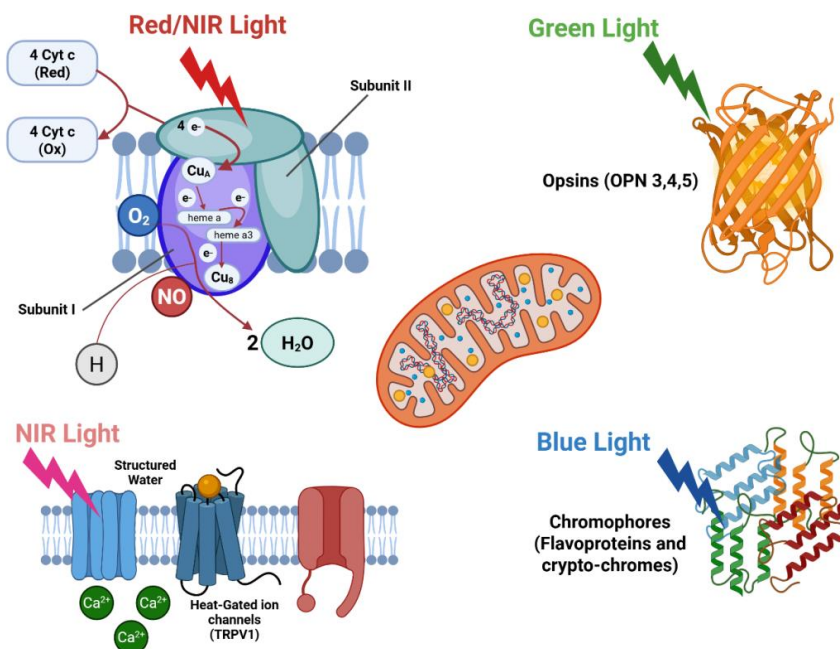 Red/NIR Light
Green Light
4 Cyt c
(Red)
Subunit II
4 e-
4 Cyt c
(Ox)
CuA
e-
e-
Opsins (OPN 3,4,5)
O₂
heme a
heme a3
e-
Cu₈
Subunit I
NO
2 H₂O
H
NIR Light
Blue Light
Structured
Water
Chromophores
(Flavoproteins and
crypto-chromes)
Ca²⁺
Ca²⁺
Ca²⁺
Heat-Gated ion
channels
(TRPV1)